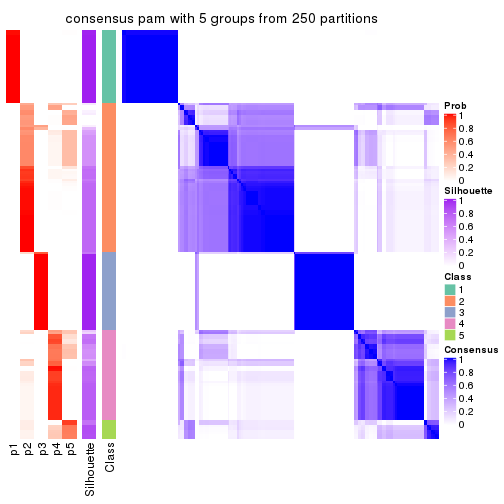 consensus pam with 5 groups from 250 partitions
Prob
1
0.8
0.6
0.4
0.2
0
Silhouette
1
0.8
0.6
0.4
0.2
0
Class
1
2
3
4
5
Consensus
1
0.8
0.6
0.4
0.2
0
p1
p2
p3
p4
p5
Silhouette
Class